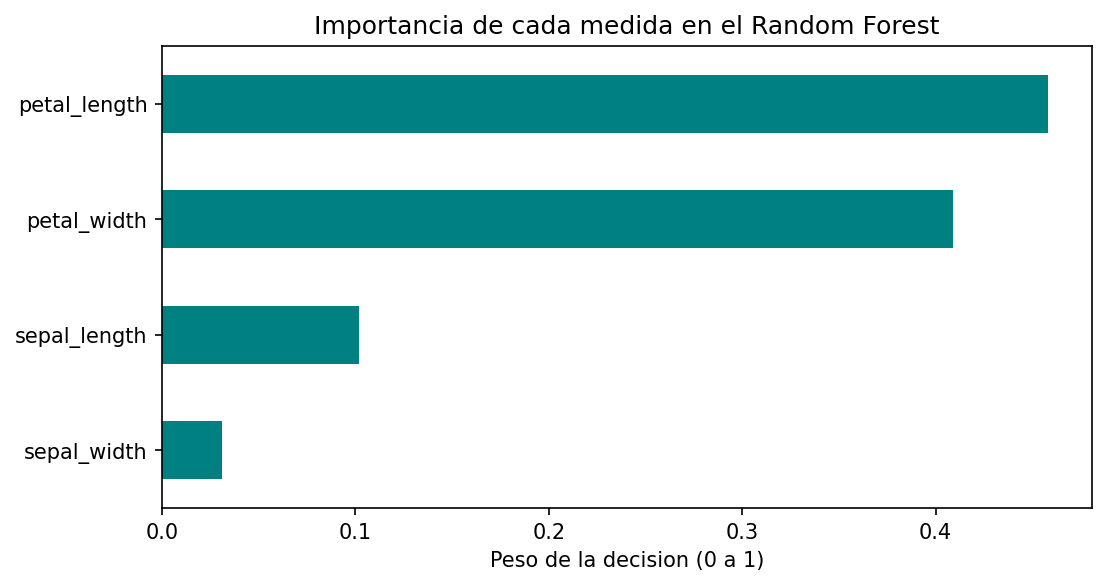 Importancia de cada medida en el Random Forest
petal_length
petal_width
sepal_length
sepal_width
0.0 0.1 0.2 0.3 0.4
Peso de la decision (0 a 1)